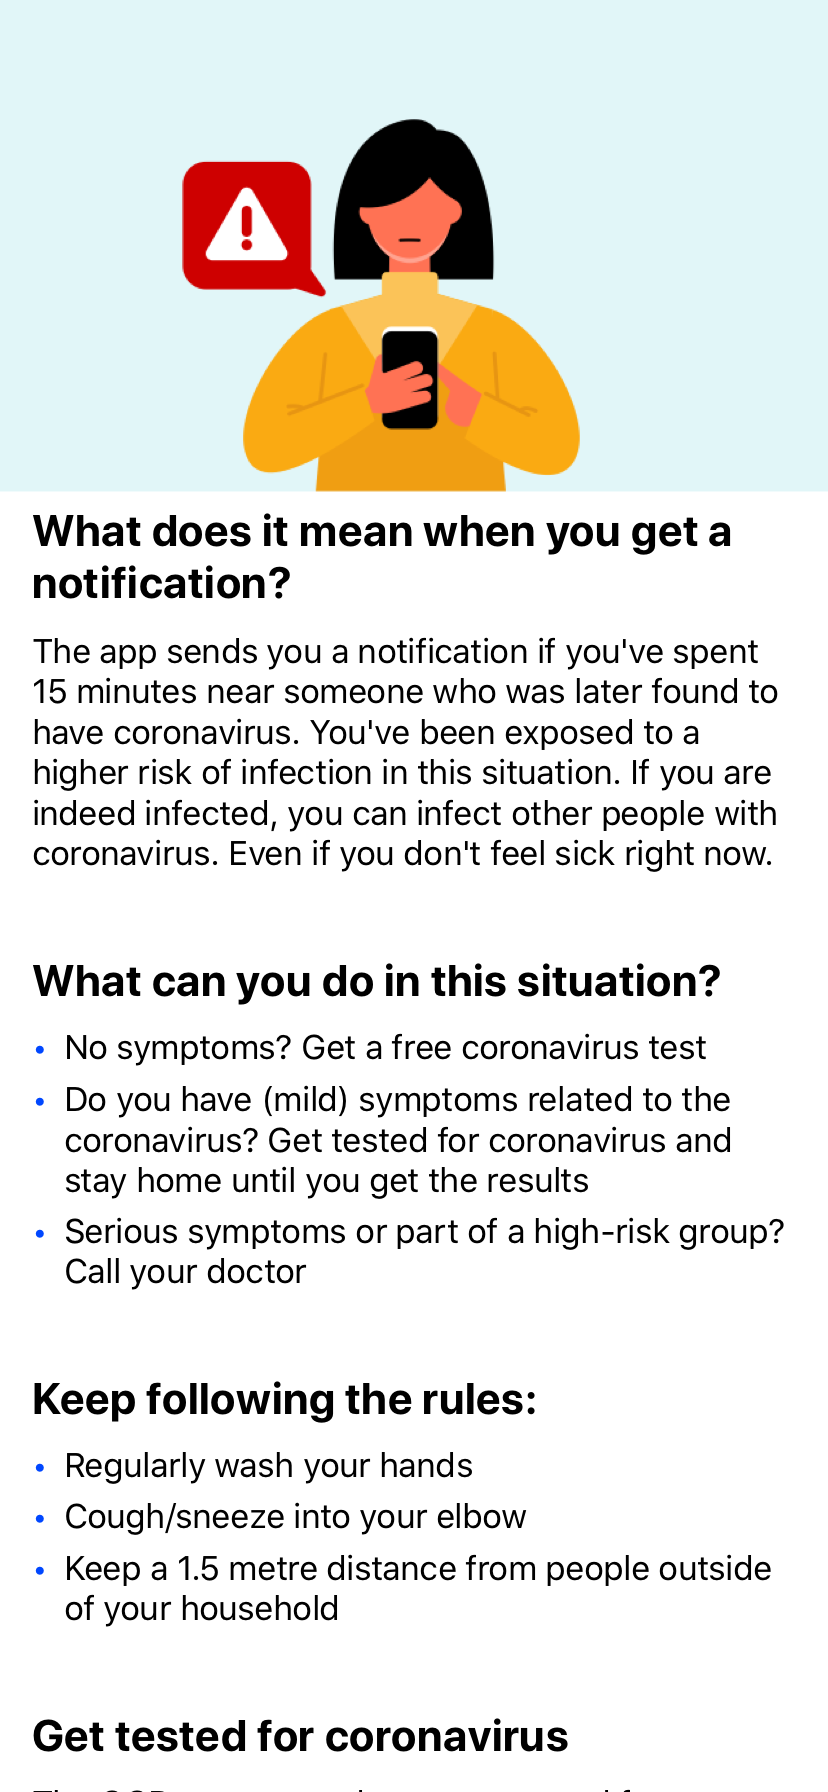 What does it mean when you get a
notification?
The app sends you a notification if you've spent
15 minutes near someone who was later found to
have coronavirus. You've been exposed to a
higher risk of infection in this situation. If you are
indeed infected, you can infect other people with
coronavirus. Even if you don't feel sick right now.
What can you do in this situation?
• No symptoms? Get a free coronavirus test
• Do you have (mild) symptoms related to the
coronavirus? Get tested for coronavirus and
stay home until you get the results
• Serious symptoms or part of a high-risk group?
Call your doctor
Keep following the rules:
• Regularly wash your hands
• Cough/sneeze into your elbow
• Keep a 1.5 metre distance from people outside
of your household
Get tested for coronavirus